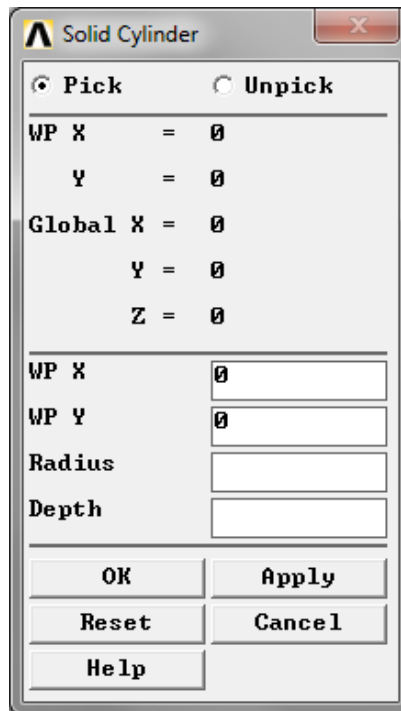 Solid Cylinder
Pick Unpick
WP X = 0
Y = 0
Global X = 0
Y = 0
Z = 0
WP X 0
WP Y 0
Radius
Depth
OK Apply
Reset Cancel
Help